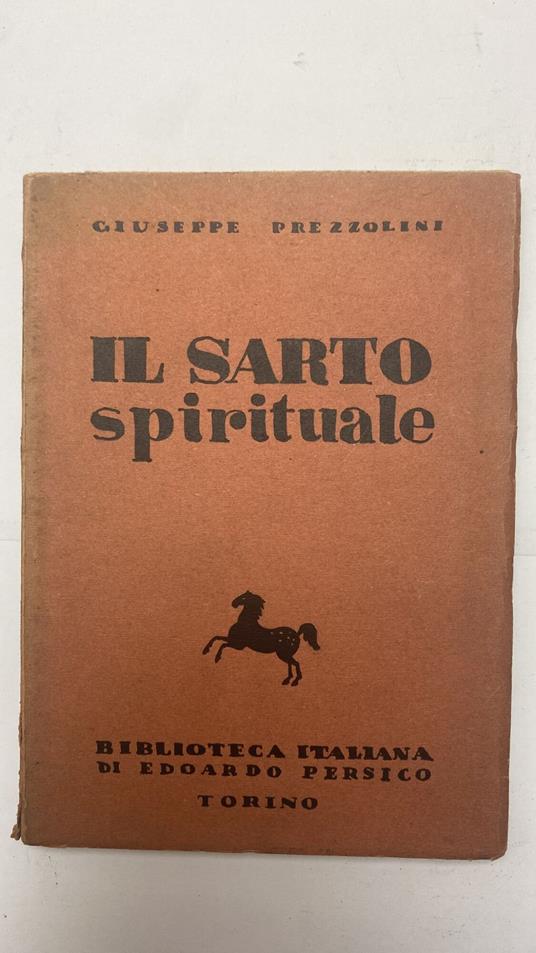 GIUSEPPE PREZZOLINI
IL SARTO
spirituale
BIBLIOTECA ITALIANA
DI EDOARDO PERSICO
TORINO